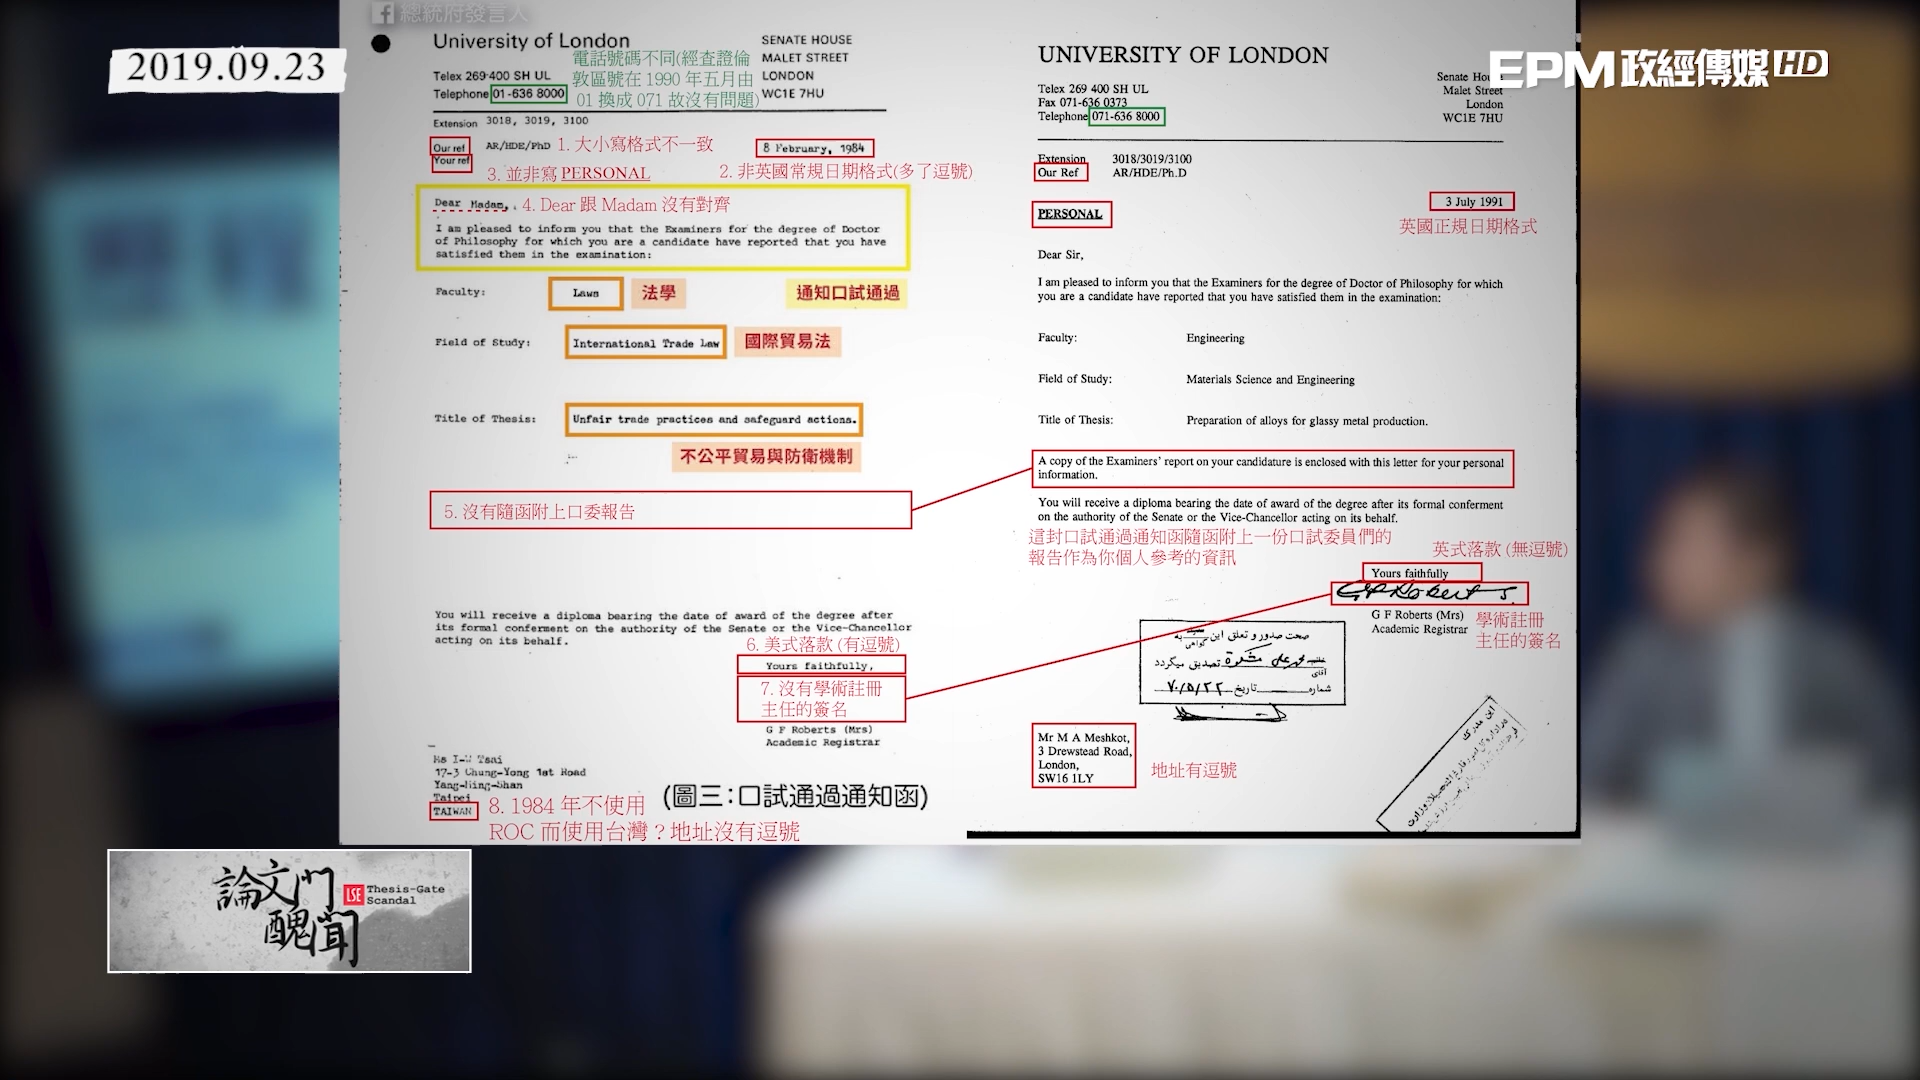 總統府發言人
2019.09.23
EPM政經傳媒HD
University of London
SENATE HOUSE
MALET STREET
LONDON
WC1E 7HU
Telex 269400 SH UL
Telephone 01-636 8000
電話號碼不同(經查證倫
敦區號在 1990 年五月由
01 換成 071 故沒有問題)
Extension 3018, 3019, 3100
Our ref AR/HDE/PhD 1. 大小寫格式不一致
Your ref
8 February, 1984
3. 並非寫 PERSONAL
2. 非英國常規日期格式(多了逗號)
Dear Madam, 4. Dear 跟 Madam 沒有對齊
I am pleased to inform you that the Examiners for the degree of Doctor
of Philosophy for which you are a candidate have reported that you have
satisfied them in the examination:
Faculty: Laws 法學
通知口試通過
Field of Study: International Trade Law 國際貿易法
Title of Thesis: Unfair trade practices and safeguard actions.
不公平貿易與防衛機制
5. 沒有隨函附上口委報告
You will receive a diploma bearing the date of award of the degree after
its formal conferment on the authority of the Senate or the Vice-Chancellor
acting on its behalf.
6. 美式落款 (有逗號)
Yours faithfully,
7. 沒有學術註冊
主任的簽名
G F Roberts (Mrs)
Academic Registrar
Ms I-W Tsai
17-3 Chung-Yong 1st Road
Yang-Ming-Shan
Taipei
TAIWAN
8. 1984 年不使用
ROC 而使用台灣？地址沒有逗號
(圖三：口試通過通知函)
UNIVERSITY OF LONDON
Senate House
Malet Street
London
WC1E 7HU
Telex 269 400 SH UL
Fax 071-636 0373
Telephone 071-636 8000
Extension 3018/3019/3100
Our Ref AR/HDE/Ph.D
3 July 1991
英國正規日期格式
PERSONAL
Dear Sir,
I am pleased to inform you that the Examiners for the degree of Doctor of Philosophy for which
you are a candidate have reported that you have satisfied them in the examination:
Faculty: Engineering
Field of Study: Materials Science and Engineering
Title of Thesis: Preparation of alloys for glassy metal production.
A copy of the Examiners' report on your candidature is enclosed with this letter for your personal
information.
You will receive a diploma bearing the date of award of the degree after its formal conferment
on the authority of the Senate or the Vice-Chancellor acting on its behalf.
這封口試通過通知函隨函附上一份口試委員們的
報告作為你個人參考的資訊
英式落款 (無逗號)
Yours faithfully
G F Roberts (Mrs)
Academic Registrar
學術註冊
主任的簽名
Mr M A Meshkot,
3 Drewstead Road,
London,
SW16 1LY
地址有逗號
論文門
醜聞
LSE Thesis-Gate
Scandal